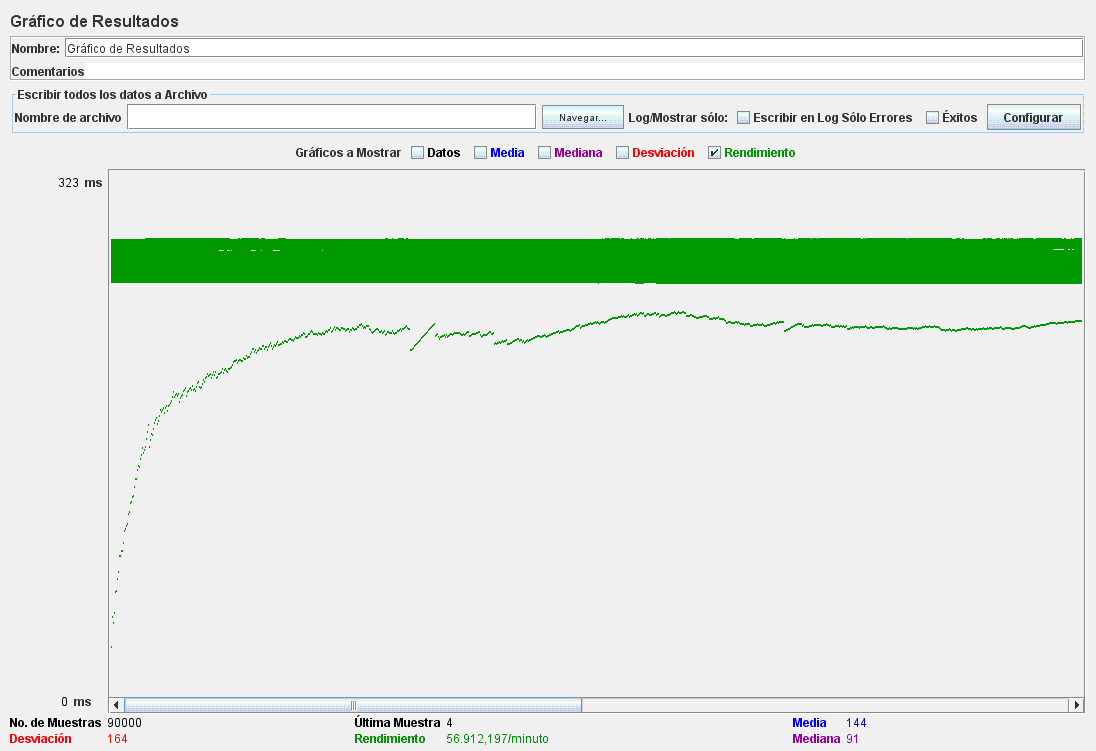 Gráfico de Resultados
Nombre: Gráfico de Resultados
Comentarios
Escribir todos los datos a Archivo
Nombre de archivo Navegar... Log/Mostrar sólo: Escribir en Log Sólo Errores Éxitos Configurar
Gráficos a Mostrar Datos Media Mediana Desviación Rendimiento
323 ms
0 ms
No. de Muestras 90000 Última Muestra 4 Media 144
Desviación 164 Rendimiento 56.912,197/minuto Mediana 91